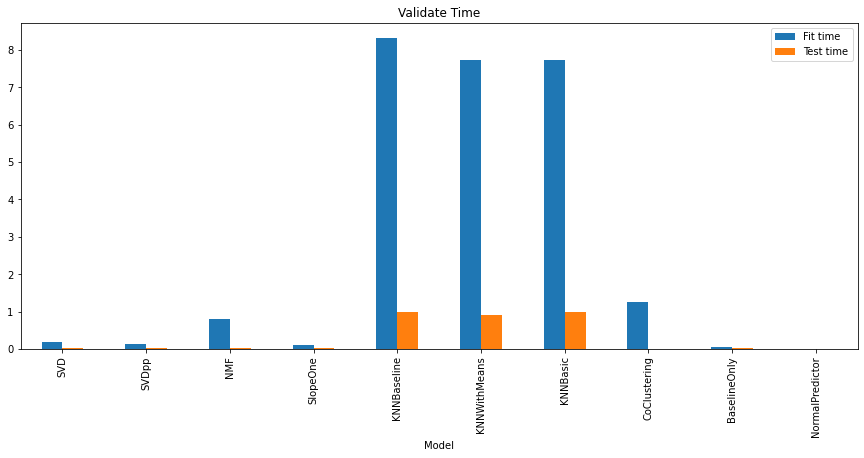 Validate Time
Fit time
Test time
8
7
6
5
4
3
2
1
0
SVD
SVDpp
NMF
SlopeOne
KNNBaseline
KNNWithMeans
KNNBasic
CoClustering
BaselineOnly
NormalPredictor
Model